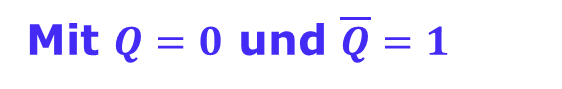 Mit Q = 0 und Q̅ = 1